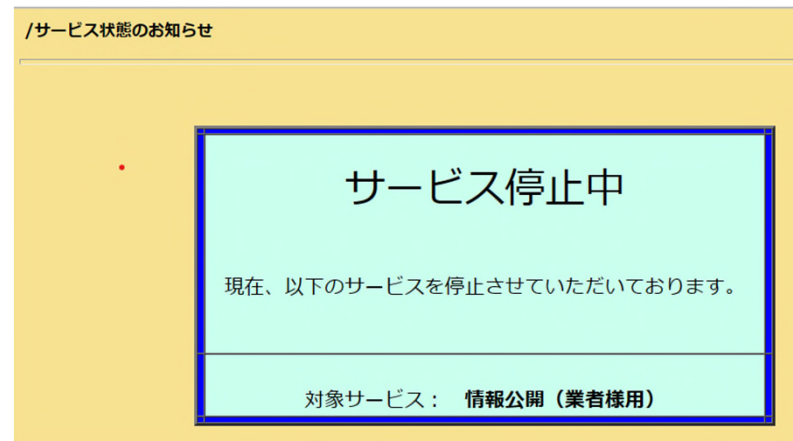 /サービス状態のお知らせ
サービス停止中
現在、以下のサービスを停止させていただいております。
対象サービス： 情報公開（業者様用）